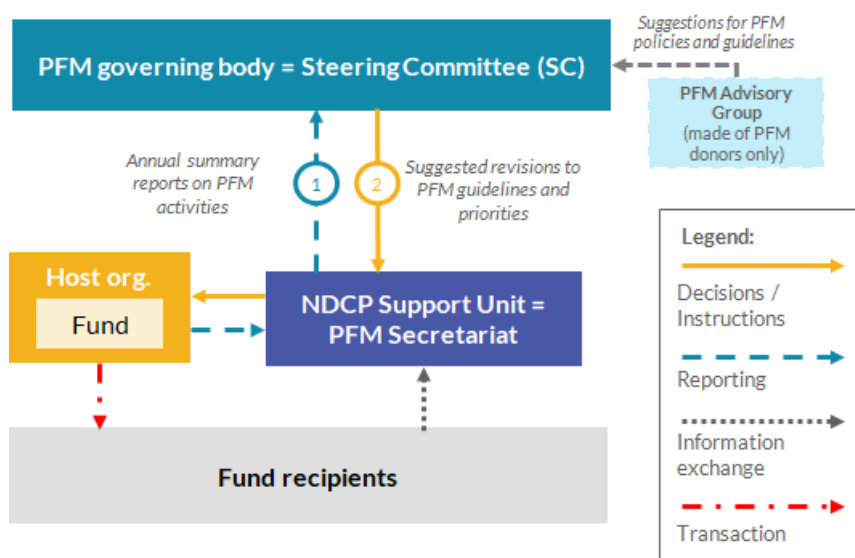 Suggestions for PFM
policies and guidelines
PFM governing body = Steering Committee (SC)
PFM Advisory
Group
(made of PFM
donors only)
Annual summary
reports on PFM
activities
1
2
Suggested revisions to
PFM guidelines and
priorities
Host org.
Fund
NDCP Support Unit =
PFM Secretariat
Fund recipients
Legend:
Decisions /
Instructions
Reporting
Information
exchange
Transaction